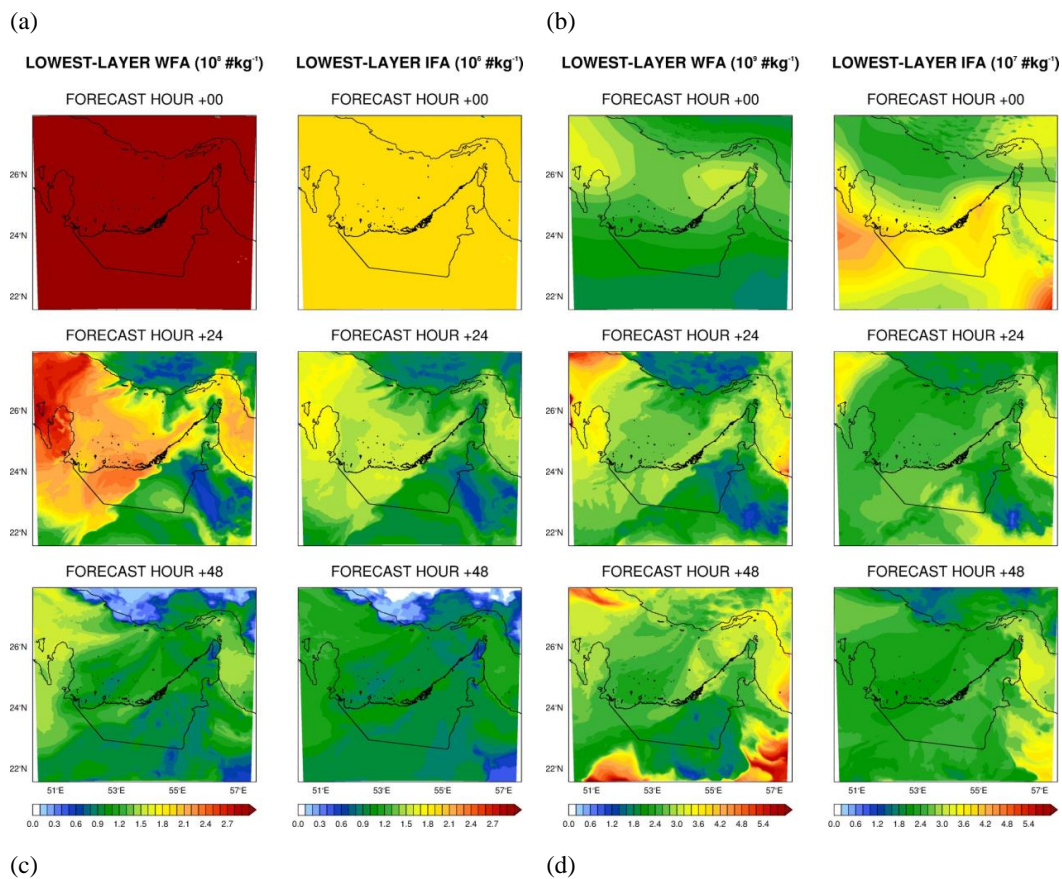 (a) (b)
LOWEST-LAYER WFA (10⁸ #kg⁻¹) LOWEST-LAYER IFA (10⁶ #kg⁻¹) LOWEST-LAYER WFA (10⁹ #kg⁻¹) LOWEST-LAYER IFA (10⁷ #kg⁻¹)
FORECAST HOUR +00 FORECAST HOUR +00 FORECAST HOUR +00 FORECAST HOUR +00
26°N
24°N
22°N
FORECAST HOUR +24 FORECAST HOUR +24 FORECAST HOUR +24 FORECAST HOUR +24
26°N
24°N
22°N
FORECAST HOUR +48 FORECAST HOUR +48 FORECAST HOUR +48 FORECAST HOUR +48
26°N
24°N
22°N
51°E 53°E 55°E 57°E 51°E 53°E 55°E 57°E 51°E 53°E 55°E 57°E 51°E 53°E 55°E 57°E
0.0 0.3 0.6 0.9 1.2 1.5 1.8 2.1 2.4 2.7 0.0 0.3 0.6 0.9 1.2 1.5 1.8 2.1 2.4 2.7 0.0 0.6 1.2 1.8 2.4 3.0 3.6 4.2 4.8 5.4 0.0 0.6 1.2 1.8 2.4 3.0 3.6 4.2 4.8 5.4
(c) (d)